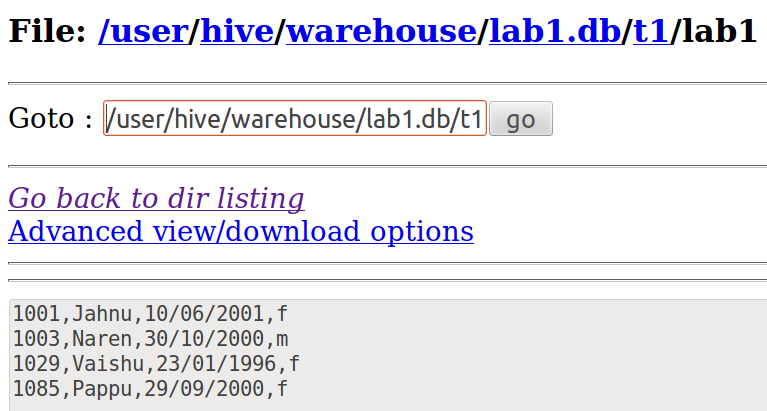 File: /user/hive/warehouse/lab1.db/t1/lab1
Goto : /user/hive/warehouse/lab1.db/t1 go
Go back to dir listing
Advanced view/download options
1001,Jahnu,10/06/2001,f
1003,Naren,30/10/2000,m
1029,Vaishu,23/01/1996,f
1085,Pappu,29/09/2000,f